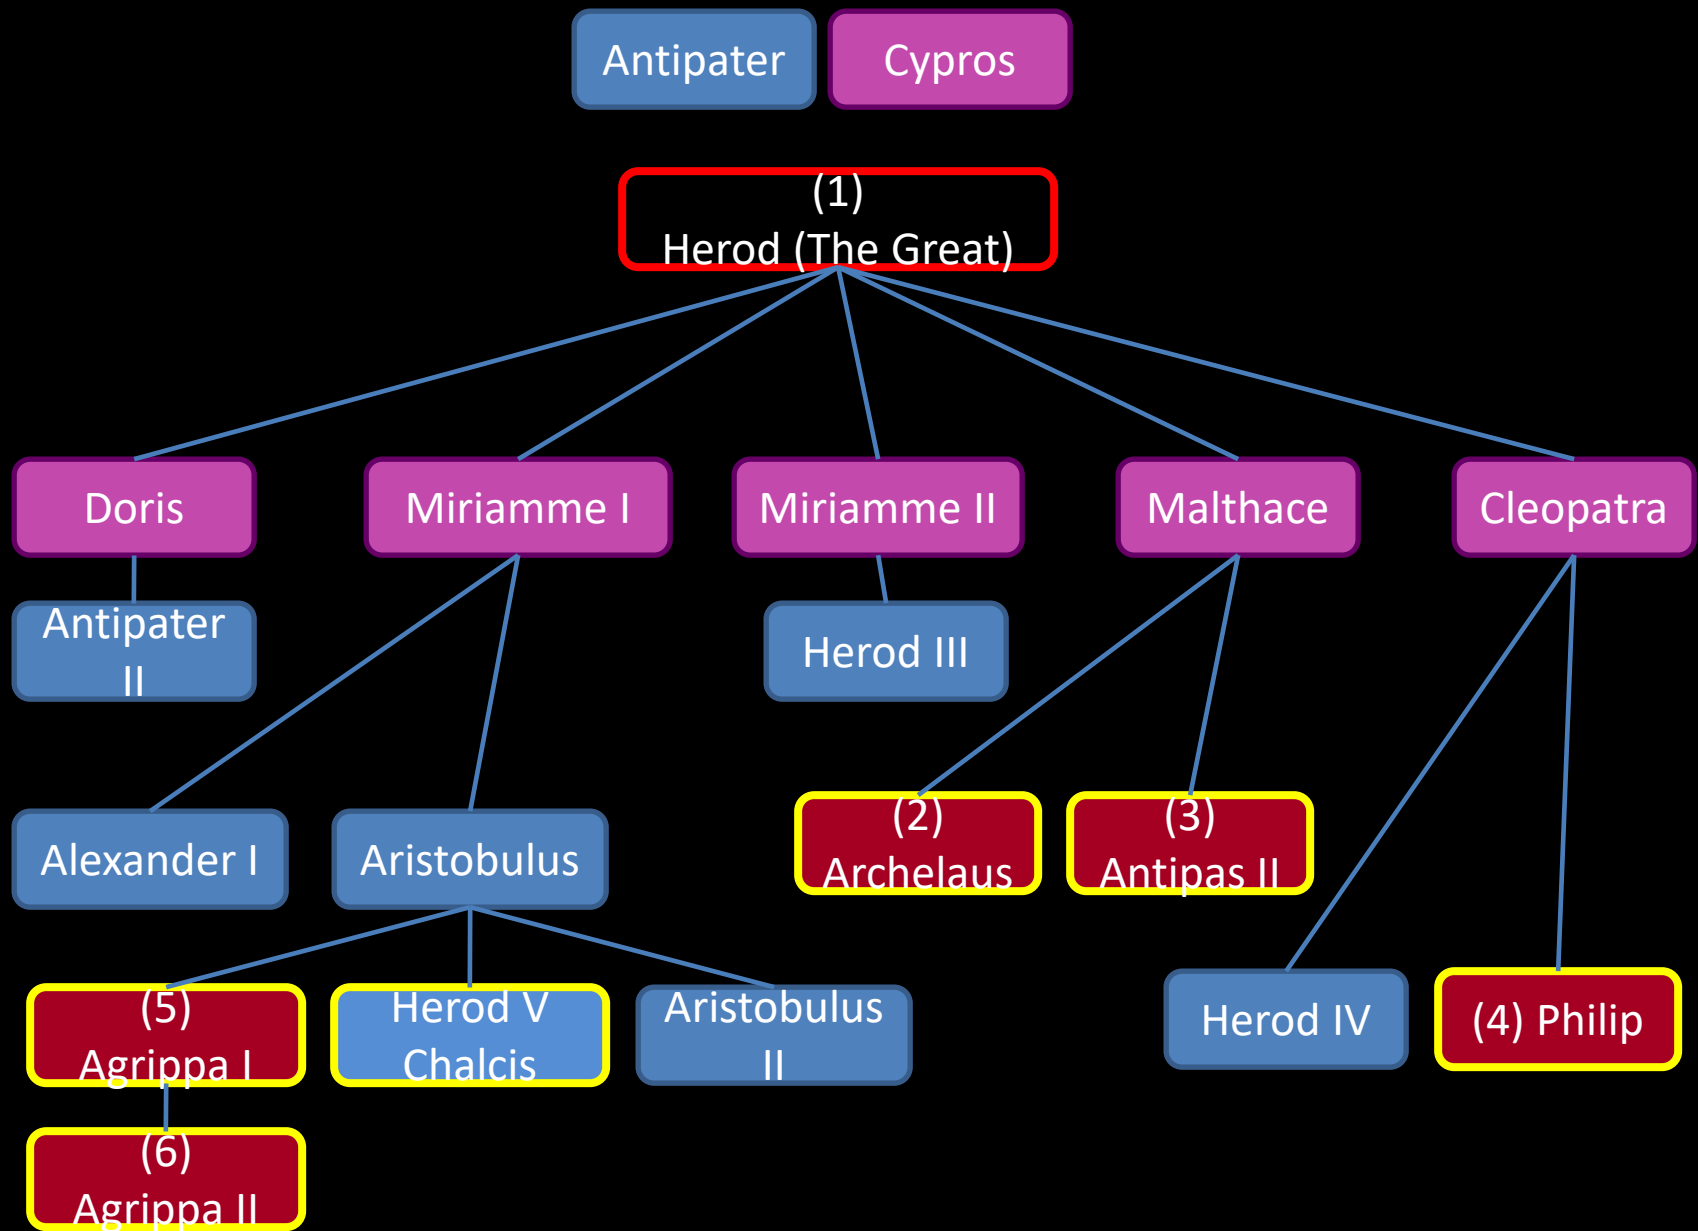 Antipater
Cypros
(1)
Herod (The Great)
Doris
Miriamme I
Miriamme II
Malthace
Cleopatra
Antipater
II
Herod III
Alexander I
Aristobulus
(2)
Archelaus
(3)
Antipas II
(5)
Agrippa I
Herod V
Chalcis
Aristobulus
II
Herod IV
(4) Philip
(6)
Agrippa II